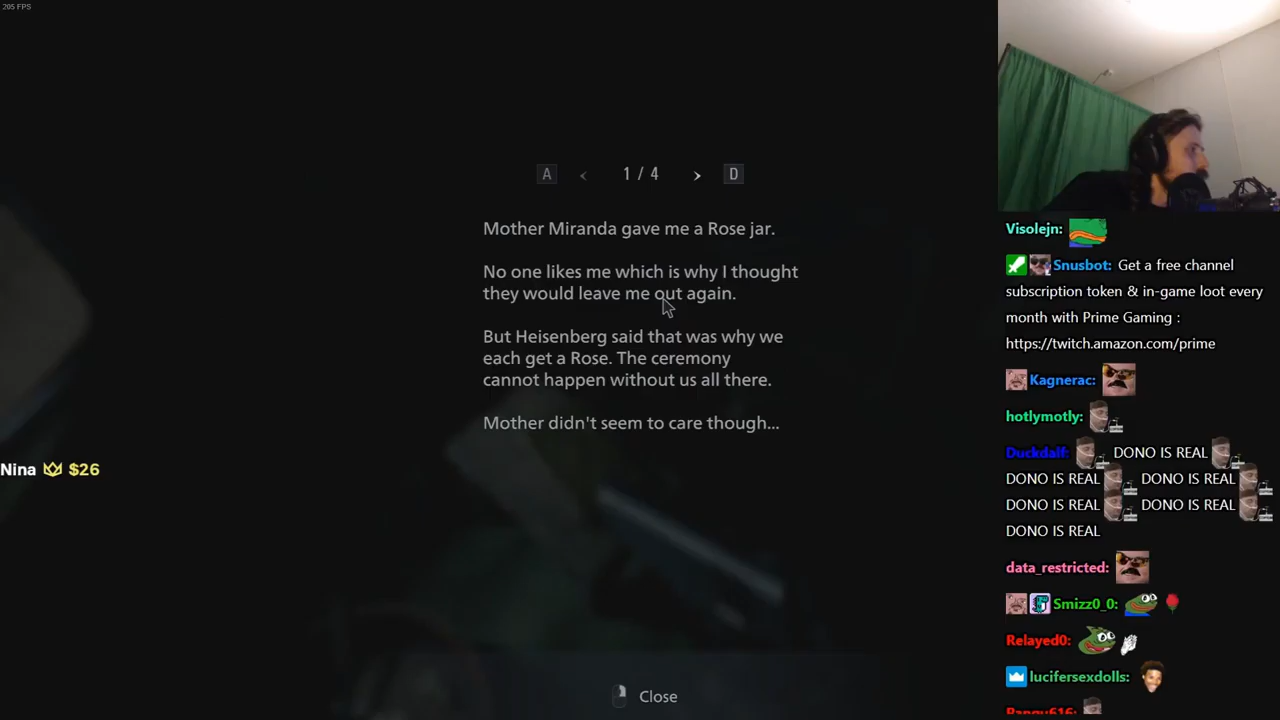 205 FPS
A
1 / 4
D
Mother Miranda gave me a Rose jar.
No one likes me which is why I thought
they would leave me out again.
But Heisenberg said that was why we
each get a Rose. The ceremony
cannot happen without us all there.
Mother didn't seem to care though...
Nina $26
Close
Visolejn:
Snusbot: Get a free channel
subscription token & in-game loot every
month with Prime Gaming :
https://twitch.amazon.com/prime
Kagnerac:
hotlymotly:
Duckdalf: DONO IS REAL
DONO IS REAL DONO IS REAL
DONO IS REAL DONO IS REAL
DONO IS REAL
data_restricted:
Smizz0_0:
Relayed0:
lucifersexdolls: